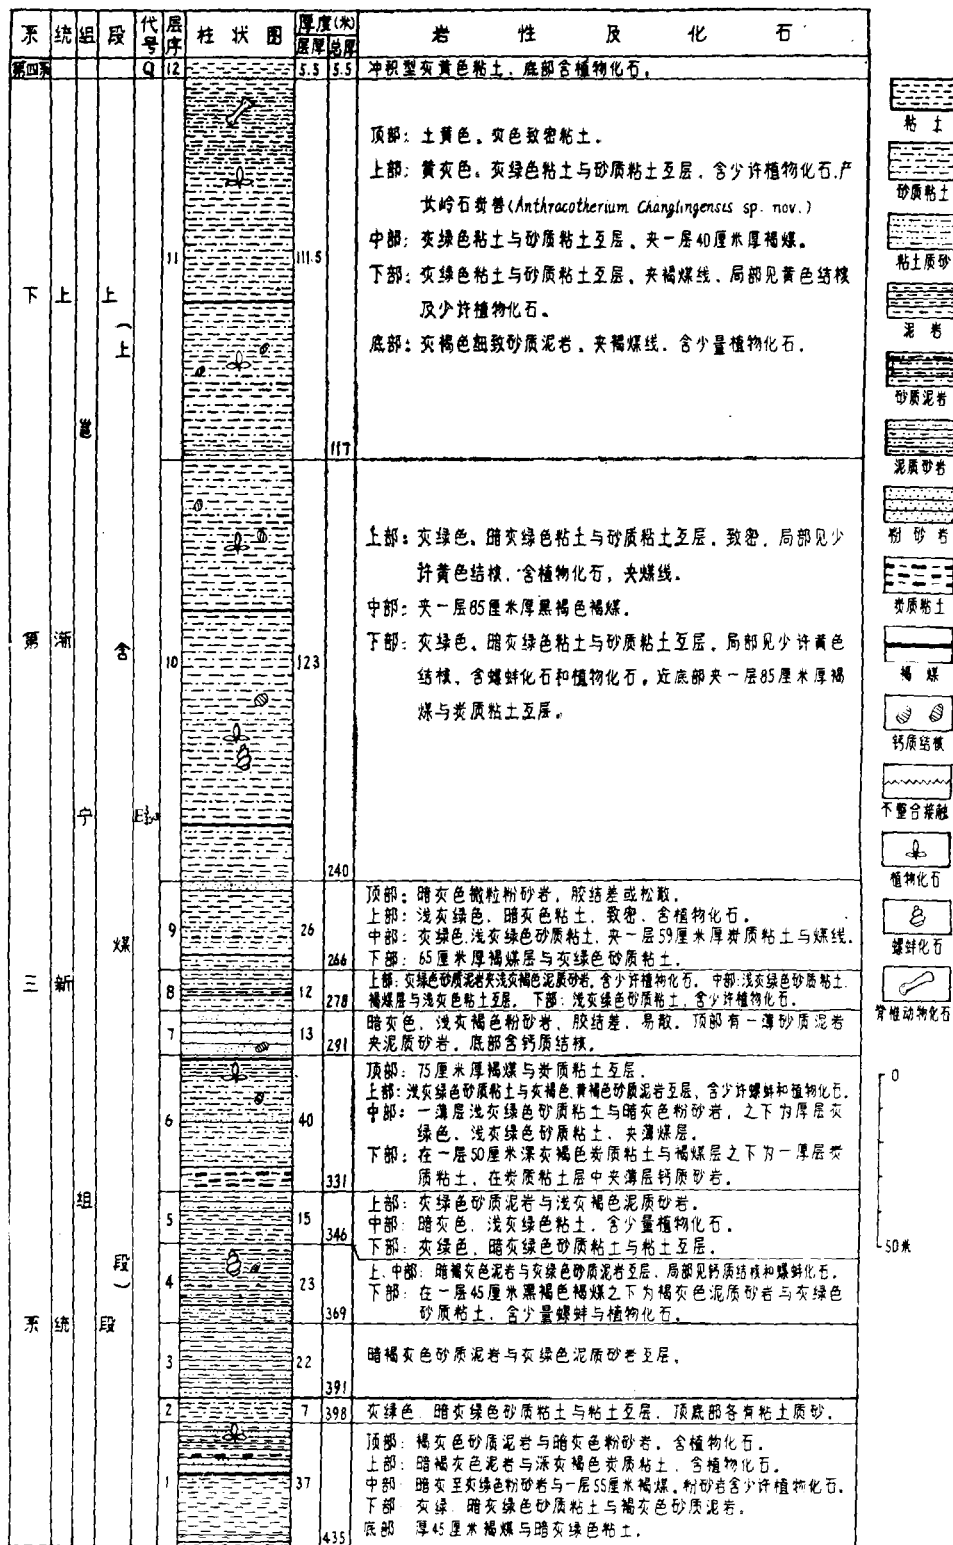 系 统 组 段 代号 层序 柱状图 厚度(米) 岩性及化石
层厚 总厚
第四系 Q 12 5.5 5.5 冲积型灰黄色粘土、底部含植物化石。
顶部：土黄色、灰色致密粘土。
上部：黄灰色、灰绿色粘土与砂质粘土互层、含少许植物化石,产
长岭石炭兽(Anthracotherium Changlingensis sp. nov.)
中部：灰绿色粘土与砂质粘土互层、夹一层40厘米厚褐煤。
11 111.5
下部：灰绿色粘土与砂质粘土互层、夹褐煤线、局部见黄色结核
及少许植物化石。
底部：灰褐色细致砂质泥岩、夹褐煤线、含少量植物化石。
117
上部：灰绿色、暗灰绿色粘土与砂质粘土互层、致密、局部见少
许黄色结核、含植物化石、夹煤线。
中部：夹一层85厘米厚黑褐色褐煤。
10 123
下部：灰绿色、暗灰绿色粘土与砂质粘土互层、局部见少许黄色
结核、含螺蚌化石和植物化石。近底部夹一层85厘米厚褐
煤与炭质粘土互层。
240
顶部：暗灰色微粒粉砂岩、胶结差或松散。
上部：浅灰绿色、暗灰色粘土、致密、含植物化石。
9 26
中部：灰绿色、浅灰绿色砂质粘土、夹一层59厘米厚炭质粘土与煤线。
下部：65厘米厚褐煤层与灰绿色砂质粘土。
266
8 12 278
上部：灰绿色砂质泥岩夹浅灰褐色泥质砂岩、含少许植物化石。 中部：浅灰绿色砂质粘土、
褐煤层与浅灰色粘土互层。 下部：浅灰绿色砂质粘土、含少许植物化石。
7 13 291
暗灰色、浅灰褐色粉砂岩、胶结差、易散。顶部有一薄砂质泥岩
夹泥质砂岩、底部含钙质结核。
顶部：75厘米厚褐煤与炭质粘土互层。
上部：浅灰绿色砂质粘土与灰褐色、黄褐色砂质泥岩互层、含少许螺蚌和植物化石。
6 40
中部：一薄层浅灰绿色砂质粘土与暗灰色粉砂岩、之下为厚层灰
绿色、浅灰绿色砂质粘土、夹薄煤层。
下部：在一层50厘米深灰褐色炭质粘土与褐煤层之下为一厚层炭
质粘土、在炭质粘土层中夹薄层钙质砂岩。
331
5 15 346
上部：灰绿色砂质泥岩与浅灰褐色泥质砂岩。
中部：暗灰色、浅灰绿色粘土、含少量植物化石。
下部：灰绿色、暗灰绿色砂质粘土与粘土互层。
4 23 369
上、中部：暗褐灰色泥岩与灰绿色砂质泥岩互层、局部见钙质结核和螺蚌化石。
下部：在一层45厘米黑褐色褐煤之下为褐灰色泥质砂岩与灰绿色
砂质粘土、含少量螺蚌与植物化石。
3 22 391
暗褐灰色砂质泥岩与灰绿色泥质砂岩互层。
2 7 398 灰绿色、暗灰绿色砂质粘土与粘土互层、顶底部各有粘土质砂。
顶部：褐灰色砂质泥岩与暗灰色粉砂岩、含植物化石。
上部：暗褐灰色泥岩与深灰褐色炭质粘土、含植物化石。
1 37
中部：暗灰至灰绿色粉砂岩与一层55厘米褐煤。粉砂岩含少许植物化石。
下部：灰绿、暗灰绿色砂质粘土与褐灰色砂质泥岩。
底部：厚45厘米褐煤与暗灰绿色粘土。
435
下第三系
上渐新统
邕宁组
上(上含煤段)段
粘土
砂质粘土
粘土质砂
泥岩
砂质泥岩
泥质砂岩
粉砂岩
炭质粘土
褐煤
钙质结核
不整合接触
植物化石
螺蚌化石
脊椎动物化石
0
50米